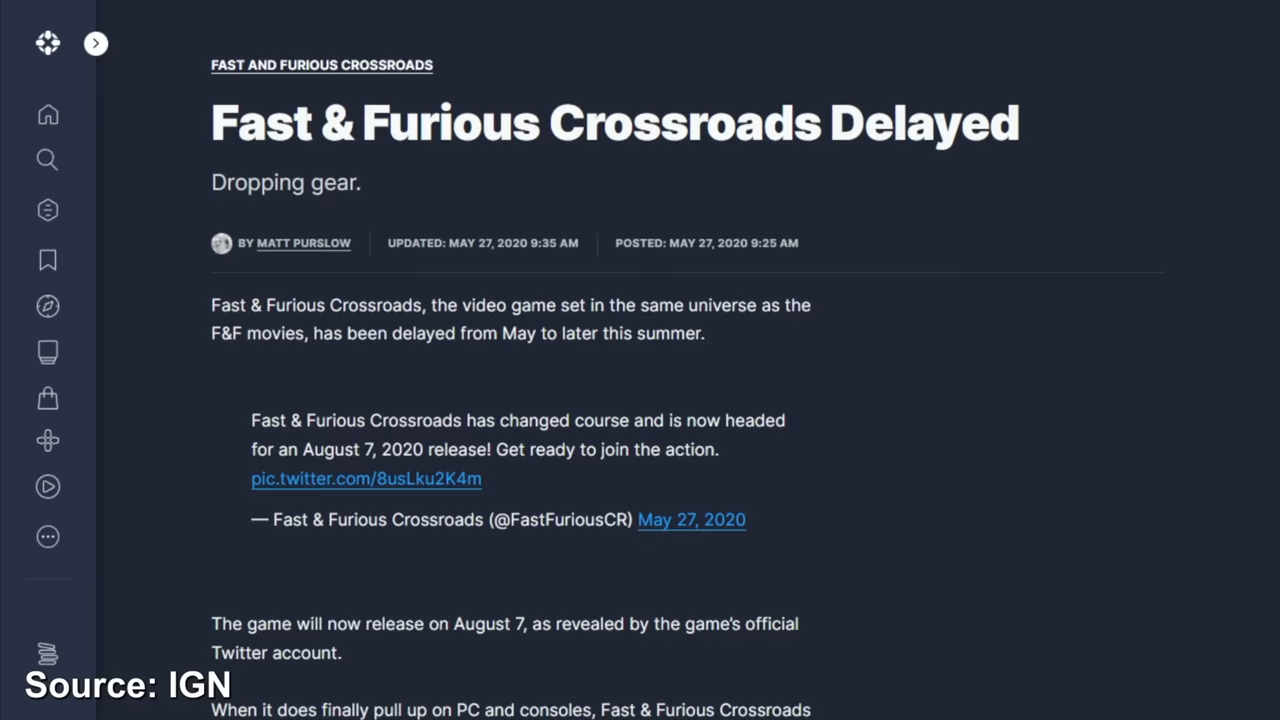 FAST AND FURIOUS CROSSROADS
Fast & Furious Crossroads Delayed
Dropping gear.
BY MATT PURSLOW
UPDATED: MAY 27, 2020 9:35 AM
POSTED: MAY 27, 2020 9:25 AM
Fast & Furious Crossroads, the video game set in the same universe as the
F&F movies, has been delayed from May to later this summer.
Fast & Furious Crossroads has changed course and is now headed
for an August 7, 2020 release! Get ready to join the action.
pic.twitter.com/8usLku2K4m
— Fast & Furious Crossroads (@FastFuriousCR) May 27, 2020
The game will now release on August 7, as revealed by the game’s official
Twitter account.
Source: IGN
When it does finally pull up on PC and consoles, Fast & Furious Crossroads